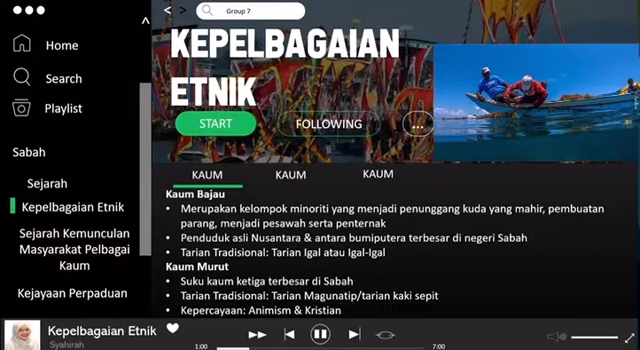 Group 7
Home
Search
Playlist
Sabah
Sejarah
Kepelbagaian Etnik
Sejarah Kemunculan
Masyarakat Pelbagai
Kaum
Kejayaan Perpaduan
KEPELBAGAIAN
ETNIK
START
FOLLOWING
KAUM
KAUM
KAUM
Kaum Bajau
• Merupakan kelompok minoriti yang menjadi penunggang kuda yang mahir, pembuatan
parang, menjadi pesawah serta penternak
• Penduduk asli Nusantara & antara bumiputera terbesar di negeri Sabah
• Tarian Tradisional: Tarian Igal atau Igal-Igal
Kaum Murut
• Suku kaum ketiga terbesar di Sabah
• Tarian Tradisional: Tarian Magunatip/tarian kaki sepit
• Kepercayaan: Animism & Kristian
Kepelbagaian Etnik
Syahirah
1:00
7:00